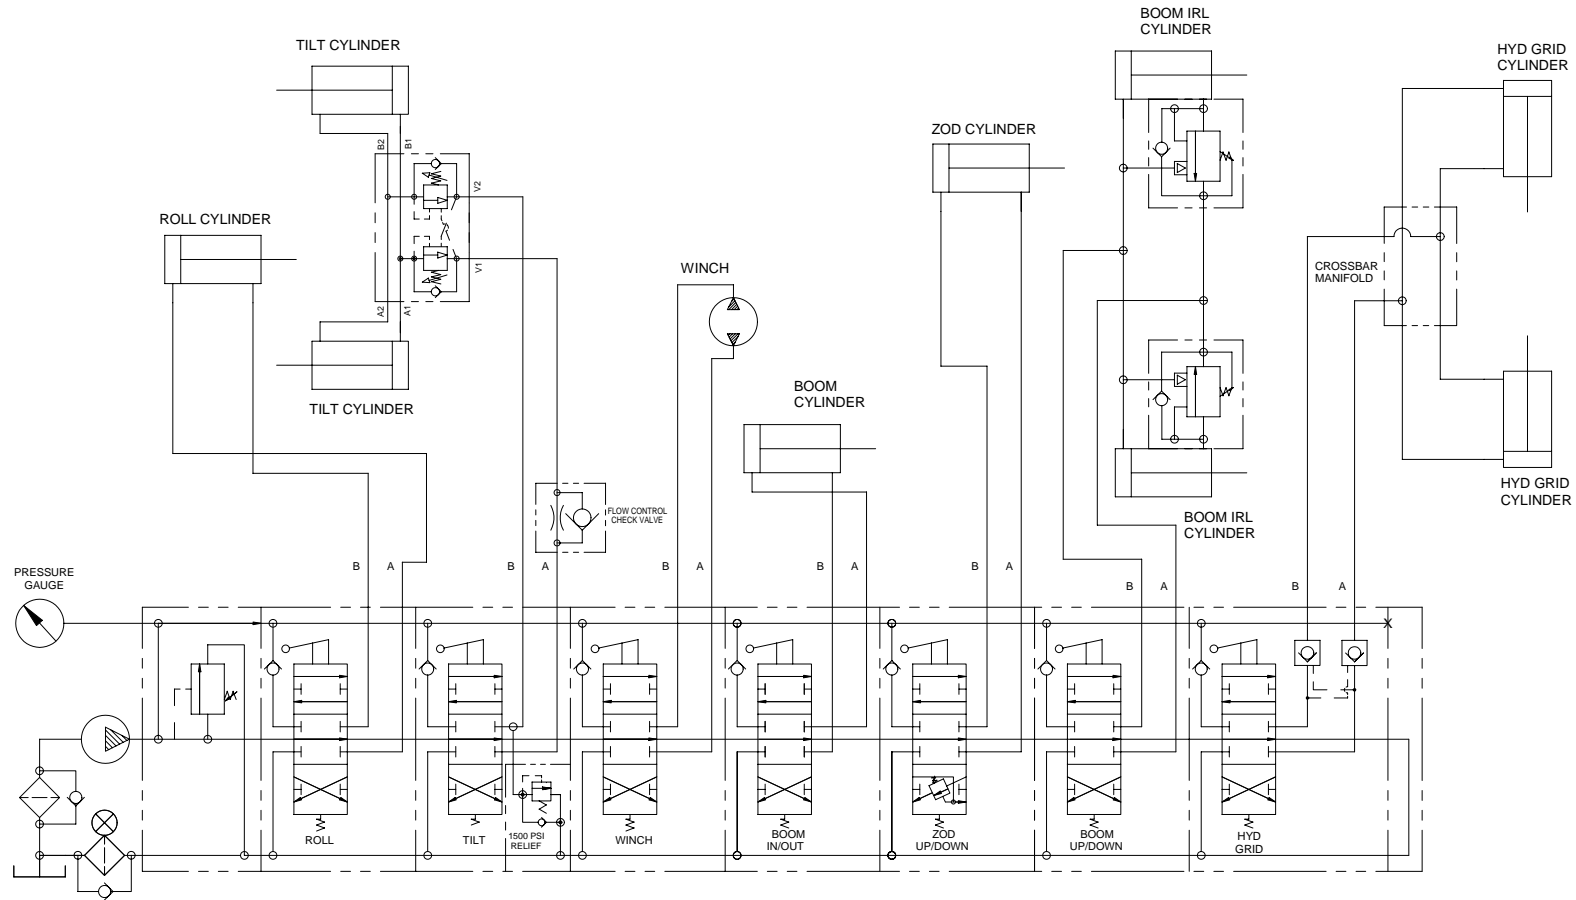 BOOM IRL
CYLINDER
TILT CYLINDER
HYD GRID
CYLINDER
ZOD CYLINDER
B2
B1
V2
ROLL CYLINDER
V1
WINCH
CROSSBAR
MANIFOLD
A2
A1
TILT CYLINDER
BOOM
CYLINDER
HYD GRID
CYLINDER
FLOW CONTROL
CHECK VALVE
BOOM IRL
CYLINDER
PRESSURE
GAUGE
B A B A B A B A B A B A B A
X
ROLL
TILT
1500 PSI
RELIEF
WINCH
BOOM
IN/OUT
ZOD
UP/DOWN
BOOM
UP/DOWN
HYD
GRID